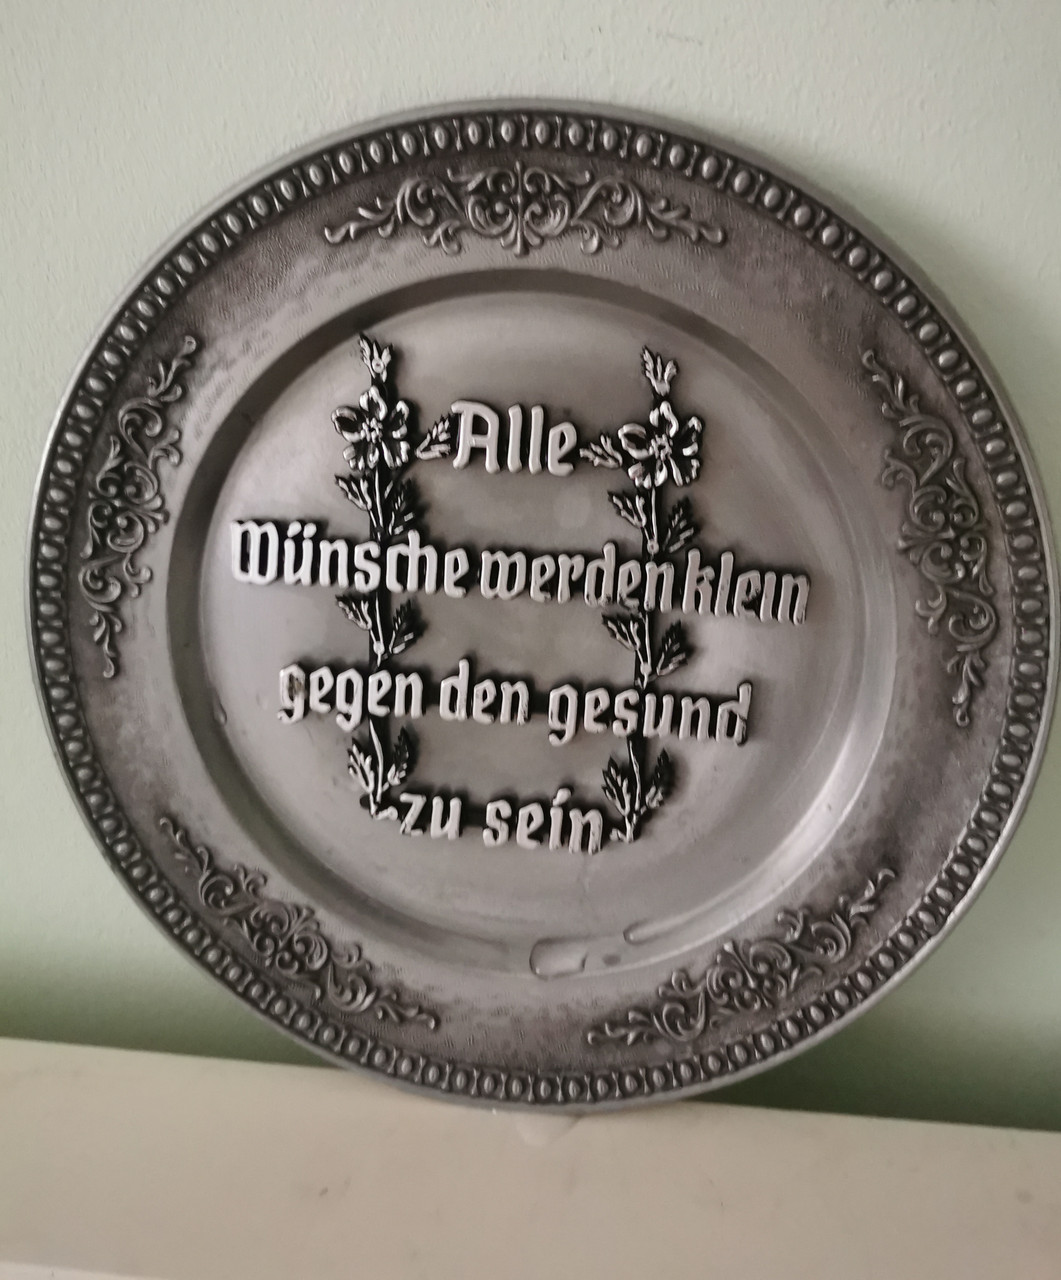 Alle
Wünsche werden klein
gegen den gesund
zu sein